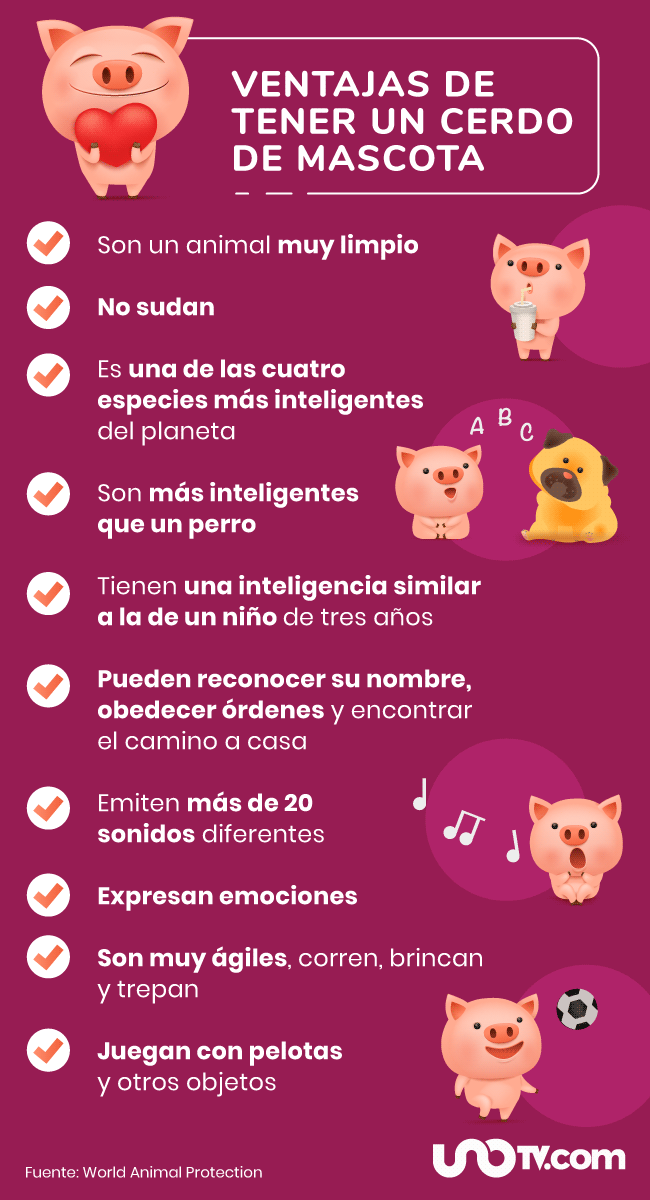 VENTAJAS DE
TENER UN CERDO
DE MASCOTA
Son un animal muy limpio
No sudan
Es una de las cuatro
especies más inteligentes
del planeta
A B C
Son más inteligentes
que un perro
Tienen una inteligencia similar
a la de un niño de tres años
Pueden reconocer su nombre,
obedecer órdenes y encontrar
el camino a casa
Emiten más de 20
sonidos diferentes
Expresan emociones
Son muy ágiles, corren, brincan
y trepan
Juegan con pelotas
y otros objetos
Fuente: World Animal Protection
UNOTV.com